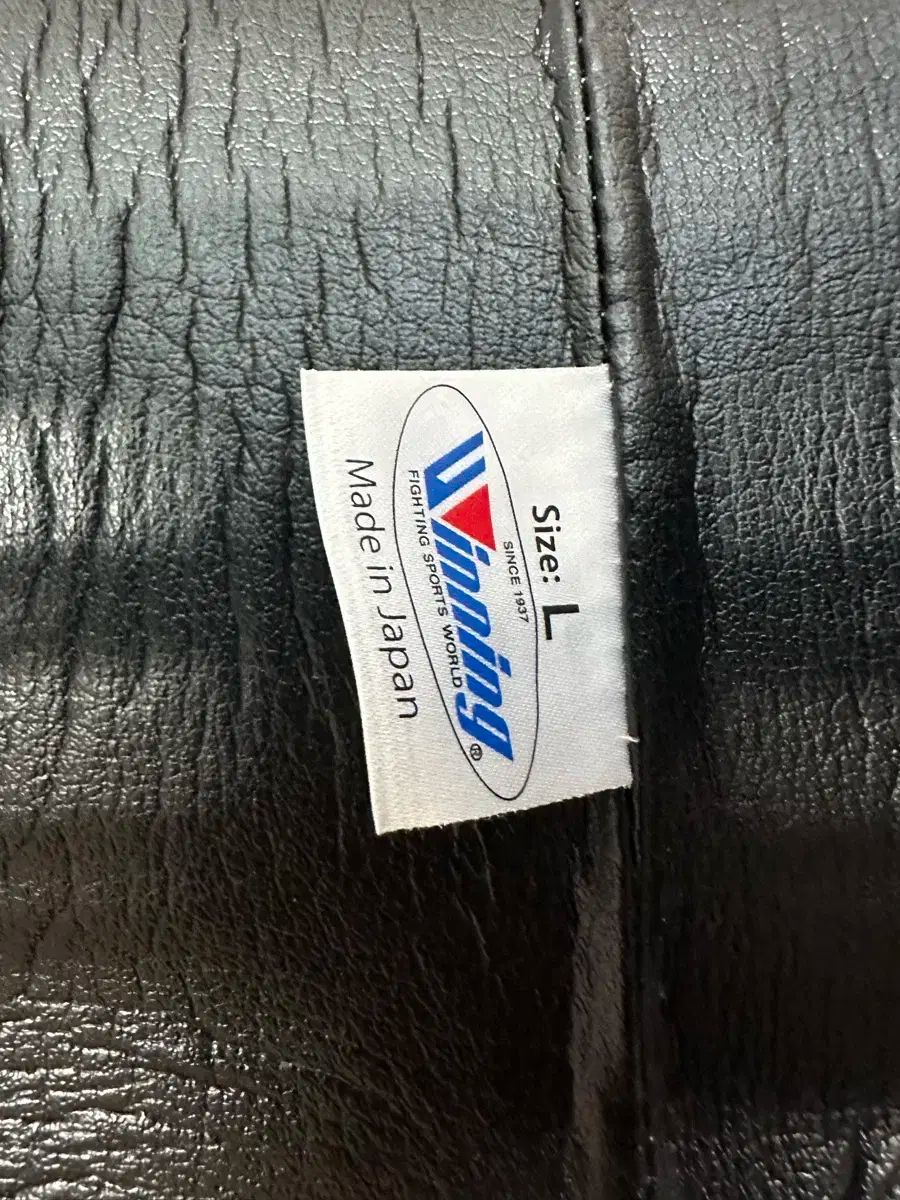 Size: L
SINCE 1937
Winning®
FIGHTING SPORTS WORLD
Made in Japan